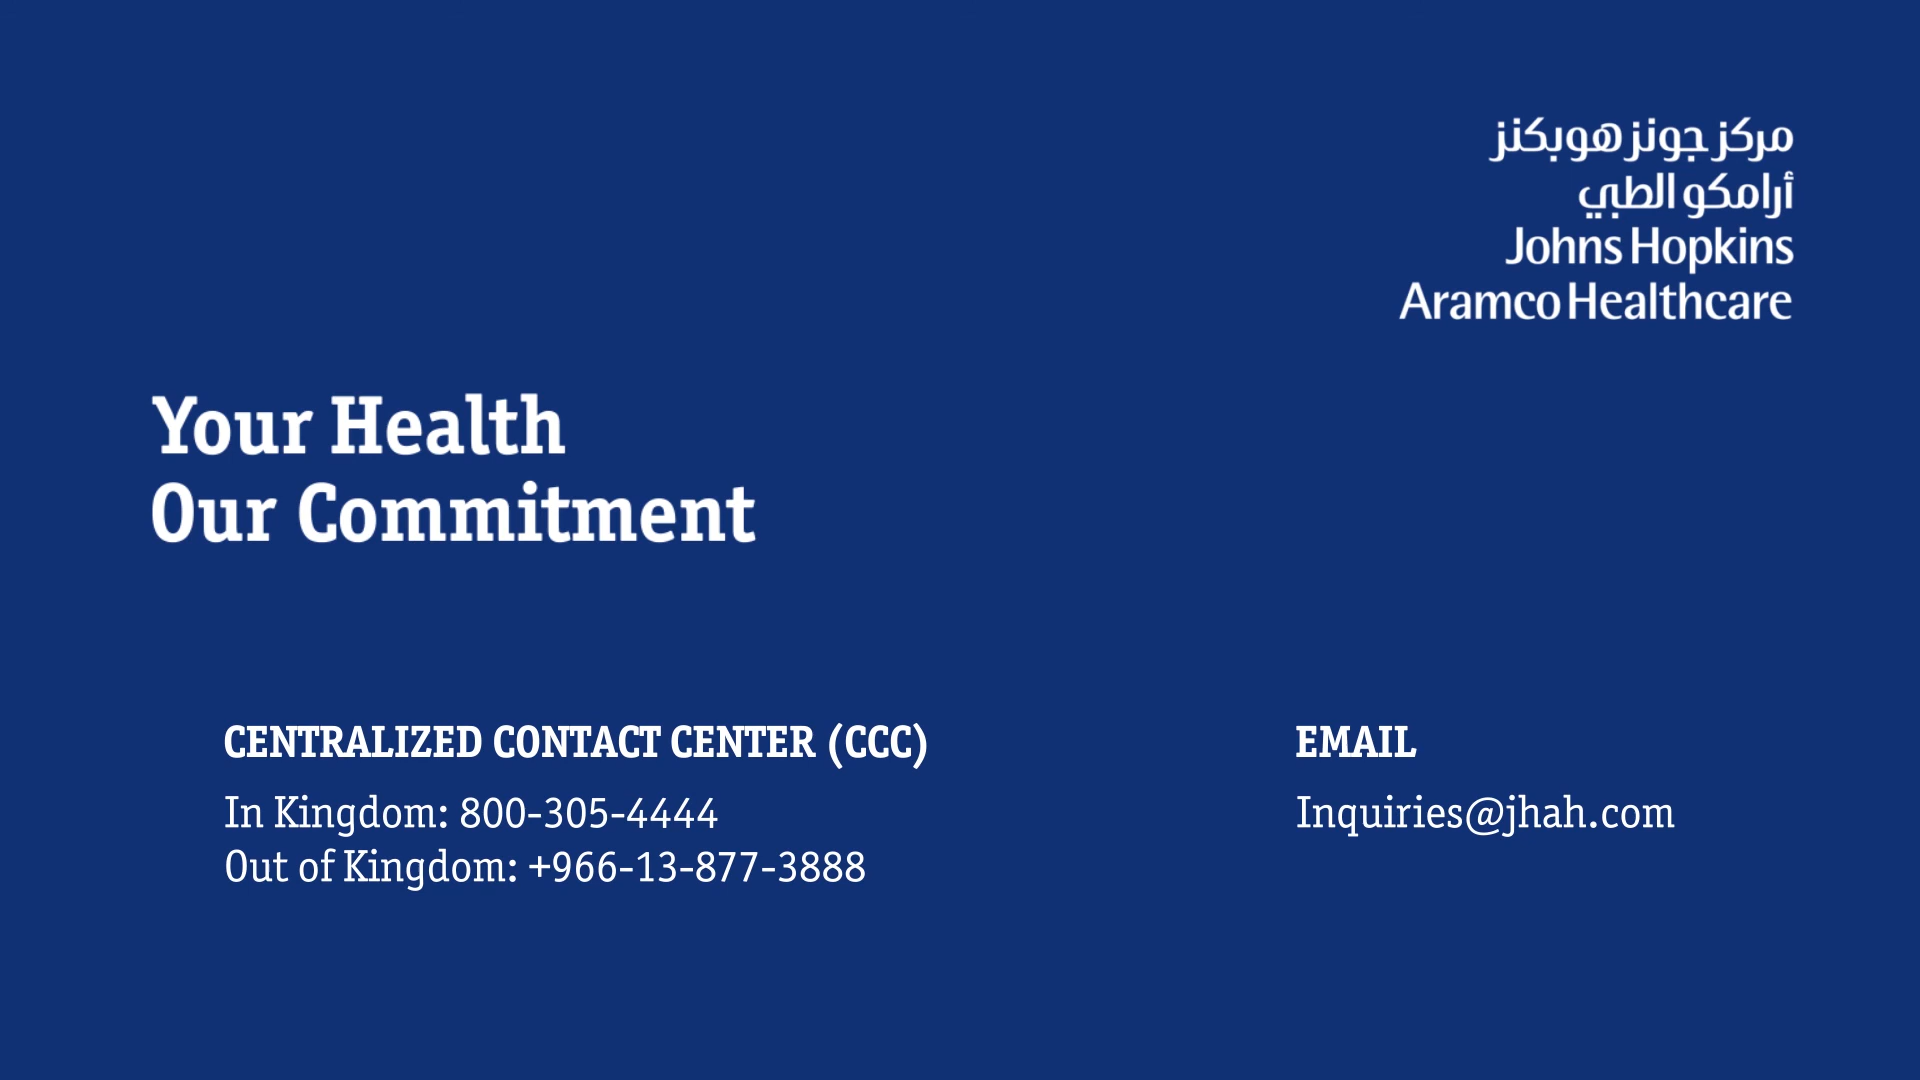 مركز جونز هوبكنز
أرامكو الطبي
Johns Hopkins
Aramco Healthcare
Your Health
Our Commitment
CENTRALIZED CONTACT CENTER (CCC)
In Kingdom: 800-305-4444
Out of Kingdom: +966-13-877-3888
EMAIL
Inquiries@jhah.com